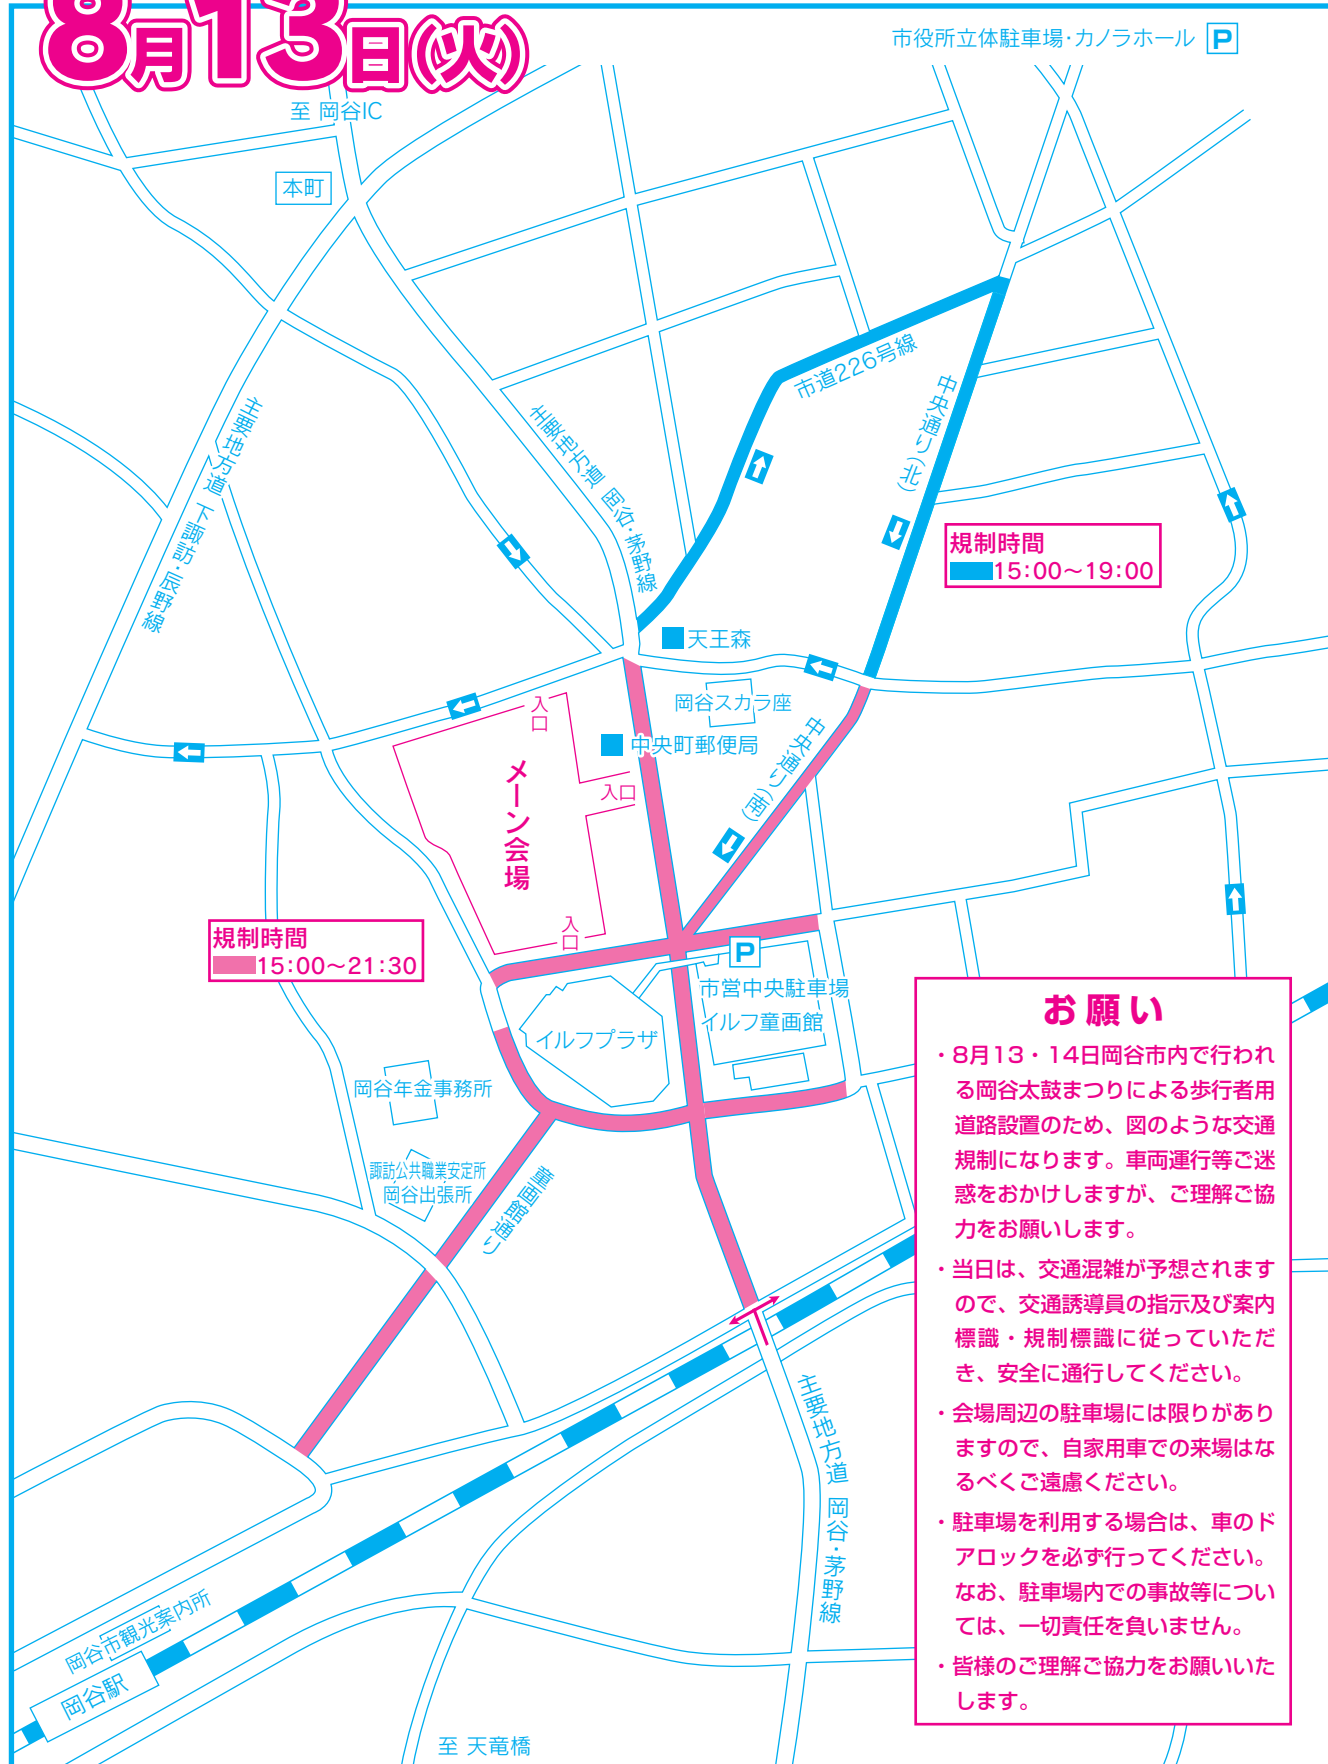 8月13日(火)
市役所立体駐車場・カノラホール P
至 岡谷IC
本町
市道226号線
中央通り(北)
主要地方道 下諏訪・辰野線
主要地方道 岡谷・茅野線
規制時間
15:00〜19:00
天王森
岡谷スカラ座
入口
中央町郵便局
中央通り(南)
メーン会場
入口
入口
規制時間
15:00〜21:30
P
市営中央駐車場
イルフ童画館
イルフプラザ
岡谷年金事務所
諏訪公共職業安定所
岡谷出張所
童画館通り
主要地方道 岡谷・茅野線
岡谷市観光案内所
岡谷駅
至 天竜橋
お願い
・8月13・14日岡谷市内で行われ
る岡谷太鼓まつりによる歩行者用
道路設置のため、図のような交通
規制になります。車両運行等ご迷
惑をおかけしますが、ご理解ご協
力をお願いします。
・当日は、交通混雑が予想されます
ので、交通誘導員の指示及び案内
標識・規制標識に従っていただ
き、安全に通行してください。
・会場周辺の駐車場には限りがあり
ますので、自家用車での来場はな
るべくご遠慮ください。
・駐車場を利用する場合は、車のド
アロックを必ず行ってください。
なお、駐車場内での事故等につい
ては、一切責任を負いません。
・皆様のご理解ご協力をお願いいた
します。